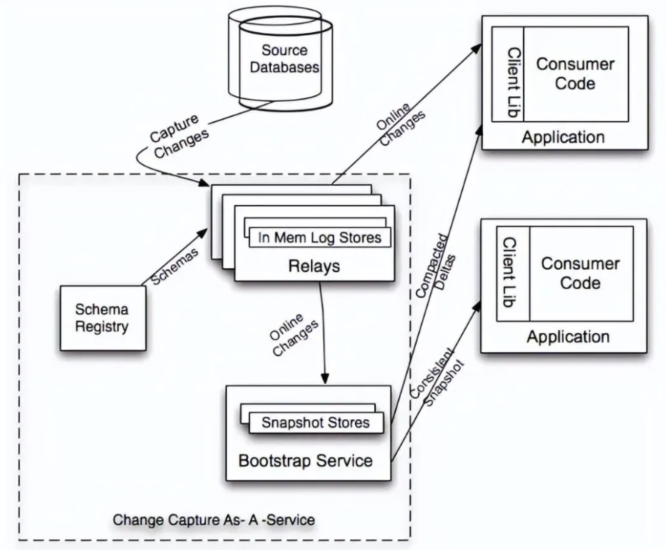 Source
Databases
Capture
Changes
Online
Changes
Client Lib
Consumer
Code
Application
In Mem Log Stores
Relays
Schemas
Schema
Registry
Online
Changes
Compacted
Deltas
Client Lib
Consumer
Code
Application
Consistent
Snapshot
Snapshot Stores
Bootstrap Service
Change Capture As- A -Service